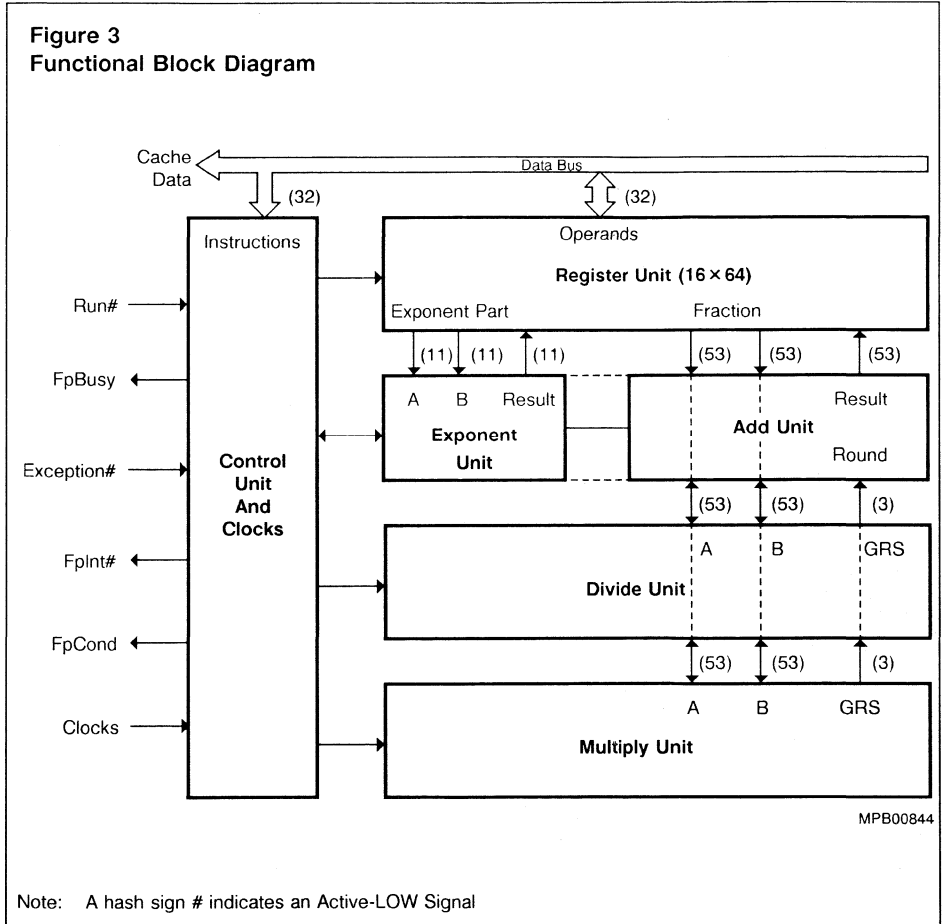 Figure 3
Functional Block Diagram
Cache
Data
Data Bus
(32)
(32)
Instructions
Operands
Register Unit (16×64)
Exponent Part
Fraction
Run#
(11)
(11)
(11)
(53)
(53)
(53)
FpBusy
A
B
Result
Exponent
Unit
Result
Add Unit
Round
Exception#
Control
Unit
And
Clocks
(53)
(53)
(3)
FpInt#
A
B
GRS
Divide Unit
FpCond
(53)
(53)
(3)
Clocks
A
B
GRS
Multiply Unit
MPB00844
Note: A hash sign # indicates an Active-LOW Signal